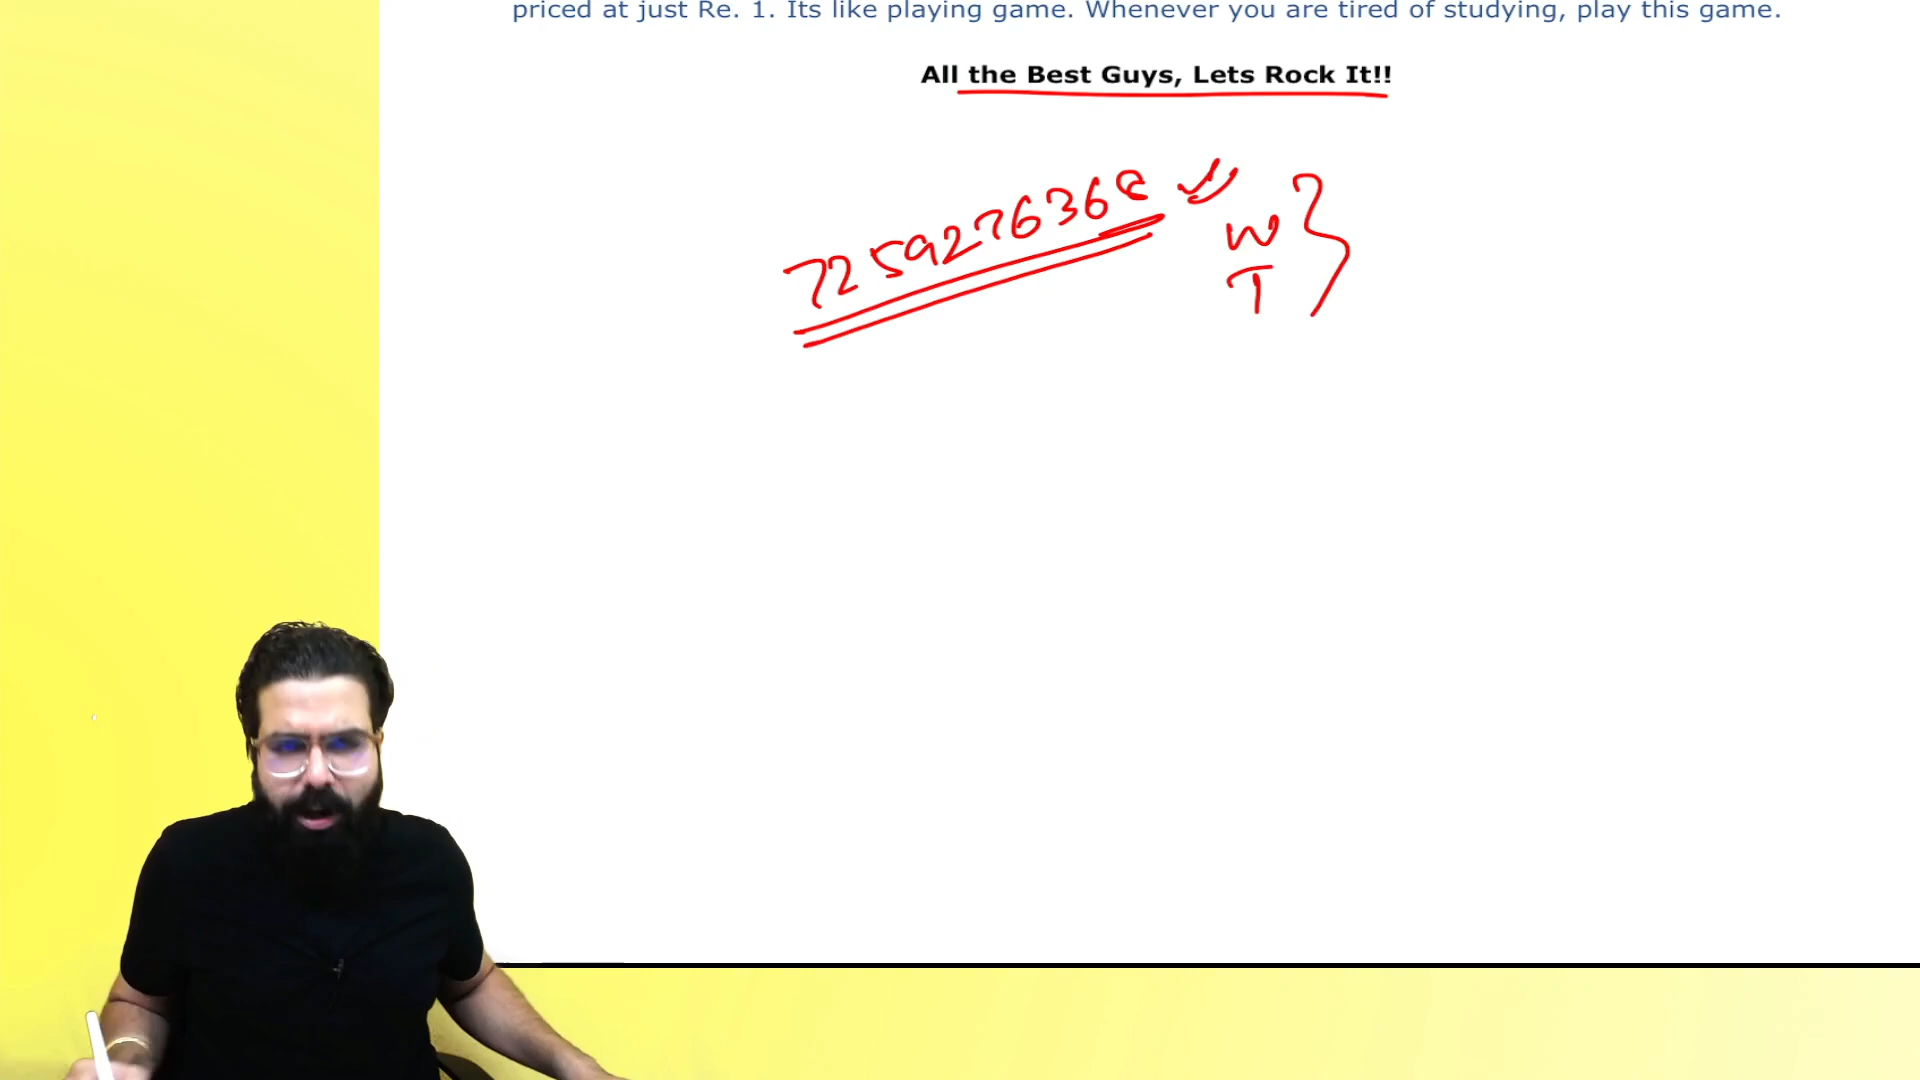 priced at just Re. 1. Its like playing game. Whenever you are tired of studying, play this game.
All the Best Guys, Lets Rock It!!
7259276368
W
T